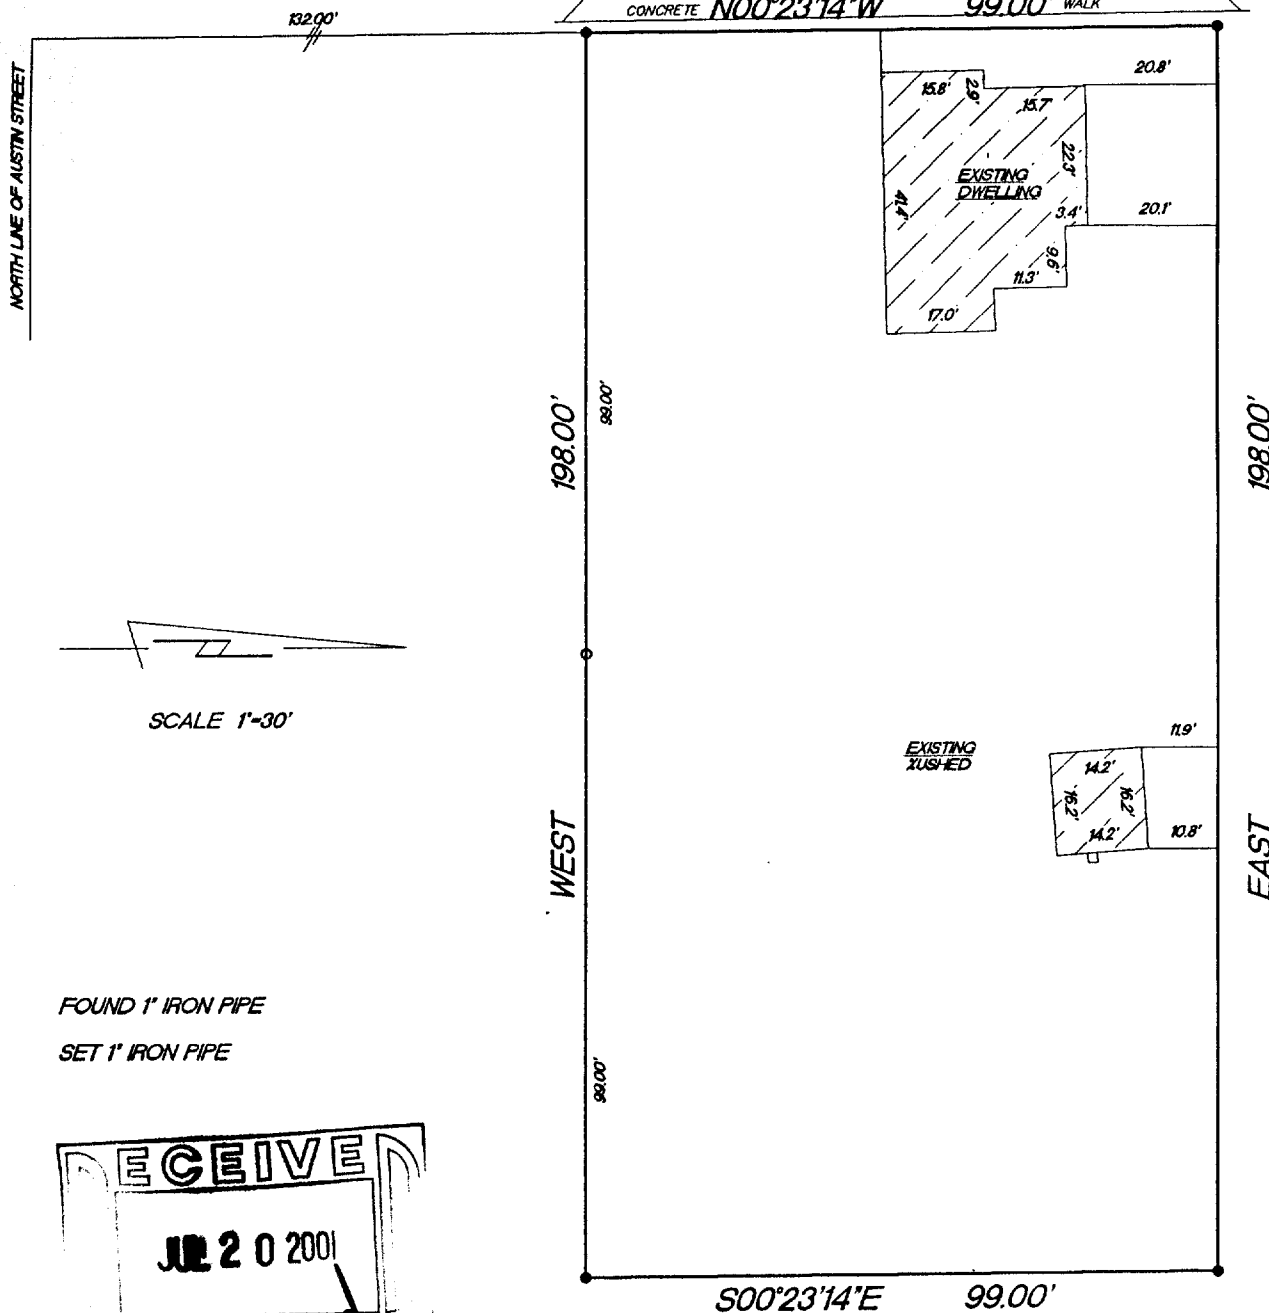 132.00'
CONCRETE N00°23'14"W 99.00' WALK
NORTH LINE OF AUSTIN STREET
20.8'
15.8'
2.9'
15.7'
22.3'
EXISTING
DWELLING
41.4'
3.4'
20.1'
9.6'
11.3'
17.0'
99.00'
198.00'
198.00'
SCALE 1"=30'
11.9'
EXISTING
14.2'
16.2'
16.2'
14.2'
10.8'
WEST
EAST
FOUND 1" IRON PIPE
SET 1" IRON PIPE
99.00'
ECEIVE
JUL 20 2001
S00°23'14"E 99.00'